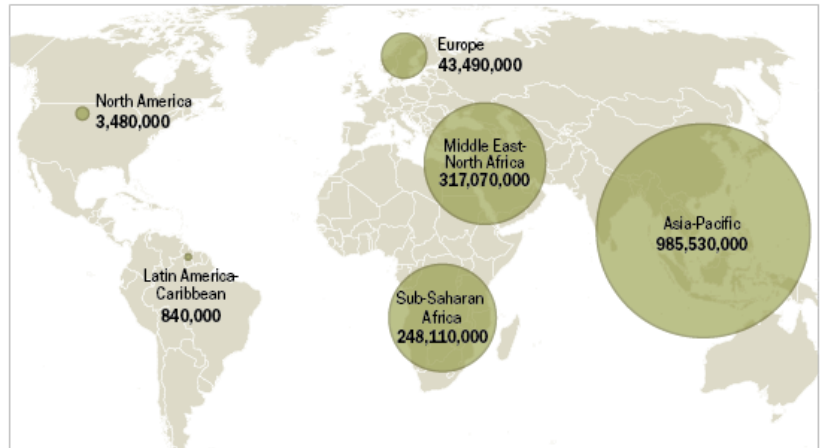 Europe
43,490,000
North America
3,480,000
Middle East-
North Africa
317,070,000
Asia-Pacific
985,530,000
Latin America-
Caribbean
840,000
Sub-Saharan
Africa
248,110,000